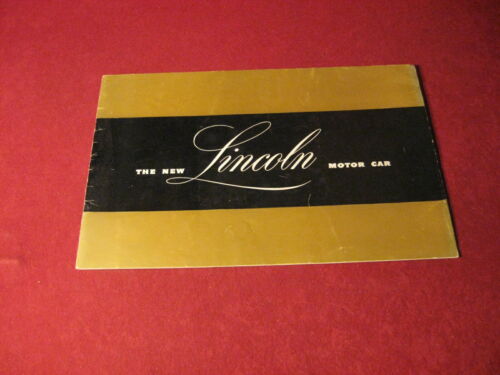 THE NEW Lincoln MOTOR CAR